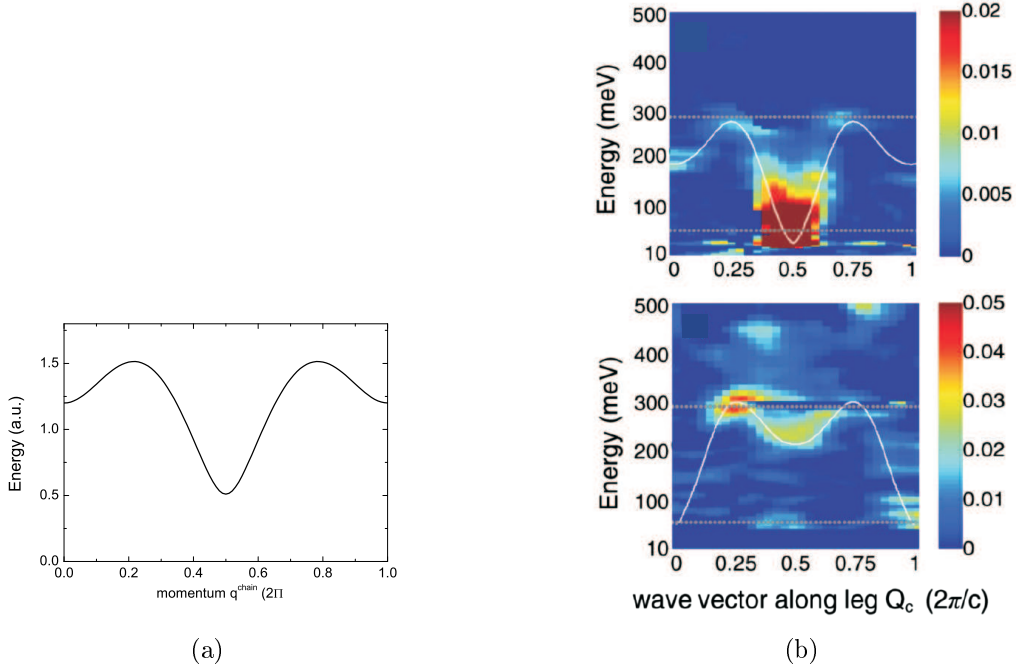 1.5
1.0
0.5
0.0
Energy (a.u.)
0.0 0.2 0.4 0.6 0.8 1.0
momentum q^chain (2Π
(a)
500
400
300
200
100
10
Energy (meV)
0 0.25 0.5 0.75 1
0.02
0.015
0.01
0.005
0
500
400
300
200
100
10
Energy (meV)
0 0.25 0.5 0.75 1
0.05
0.04
0.03
0.02
0.01
0
wave vector along leg Q_c (2π/c)
(b)